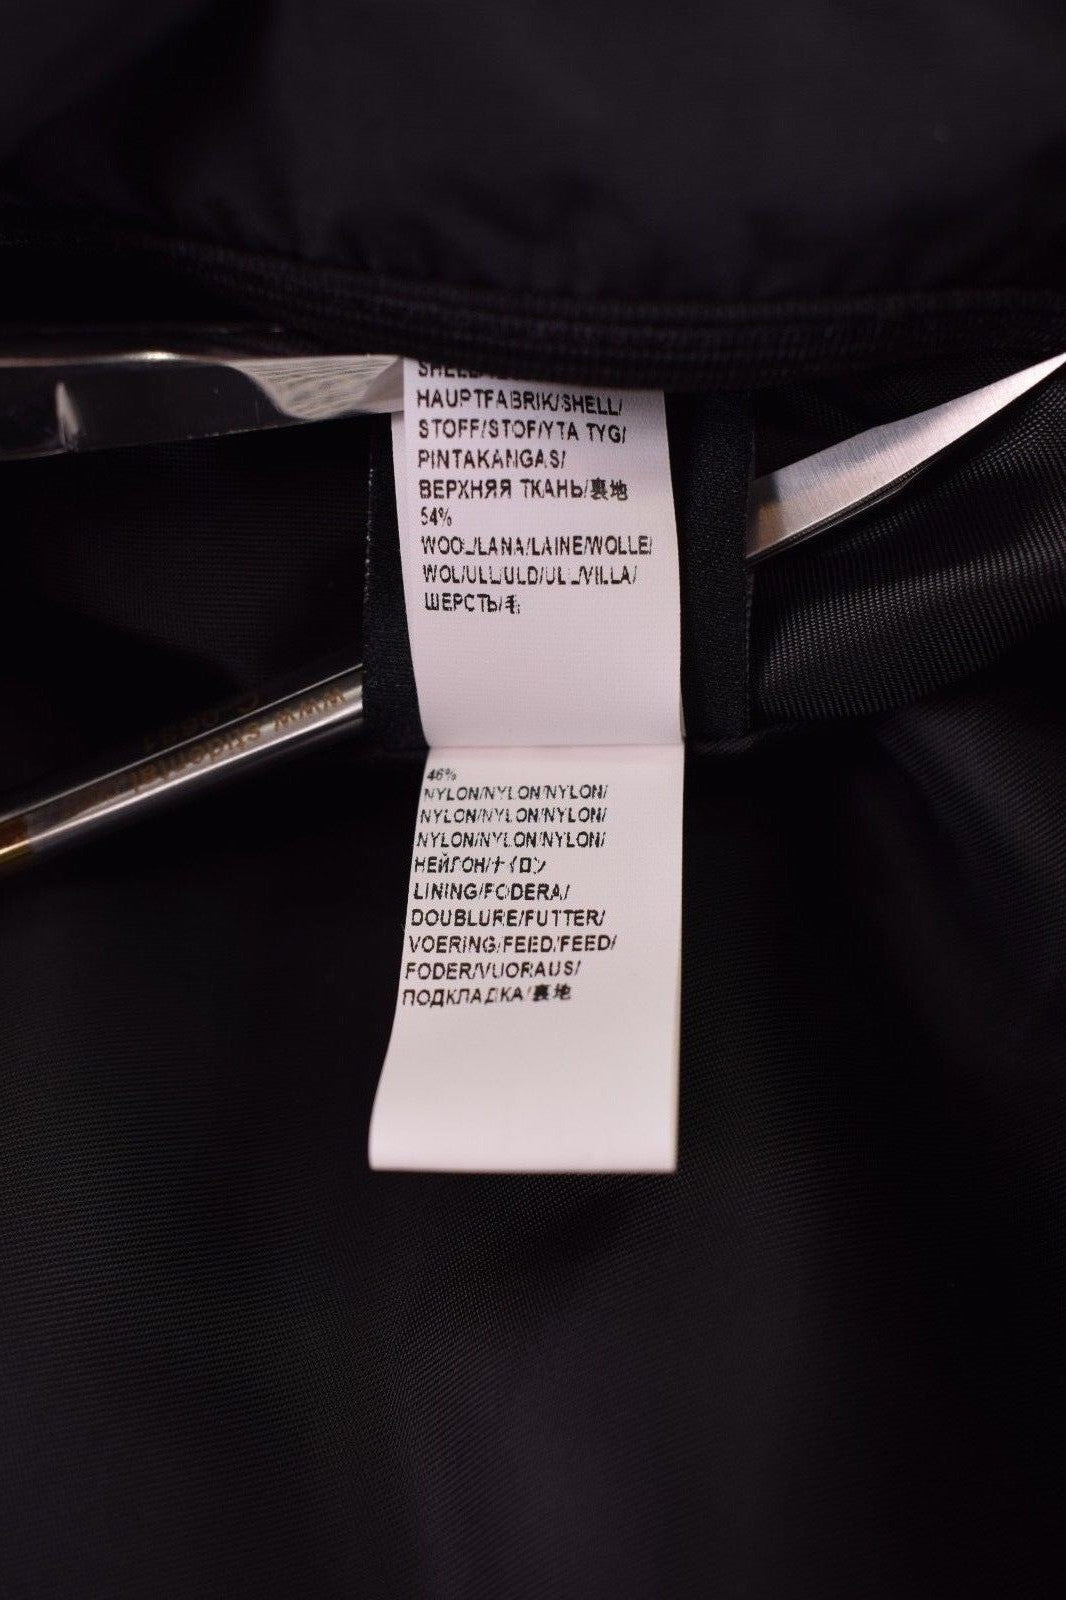 SHELL/
HAUPTFABRIK/SHELL/
STOFF/STOF/YTA TYG/
PINTAKANGAS/
ВЕРХНЯЯ ТКАНЬ/裏地
54%
WOOL/LANA/LAINE/WOLLE/
WOL/ULL/ULD/ULL/VILLA/
ШЕРСТЬ/毛
46%
NYLON/NYLON/NYLON/
NYLON/NYLON/NYLON/
NYLON/NYLON/NYLON/
НЕЙЛОН/ナイロン
LINING/FODERA/
DOUBLURE/FUTTER/
VOERING/FEED/FEED/
FODER/VUORAUS/
ПОДКЛАДКА/裏地